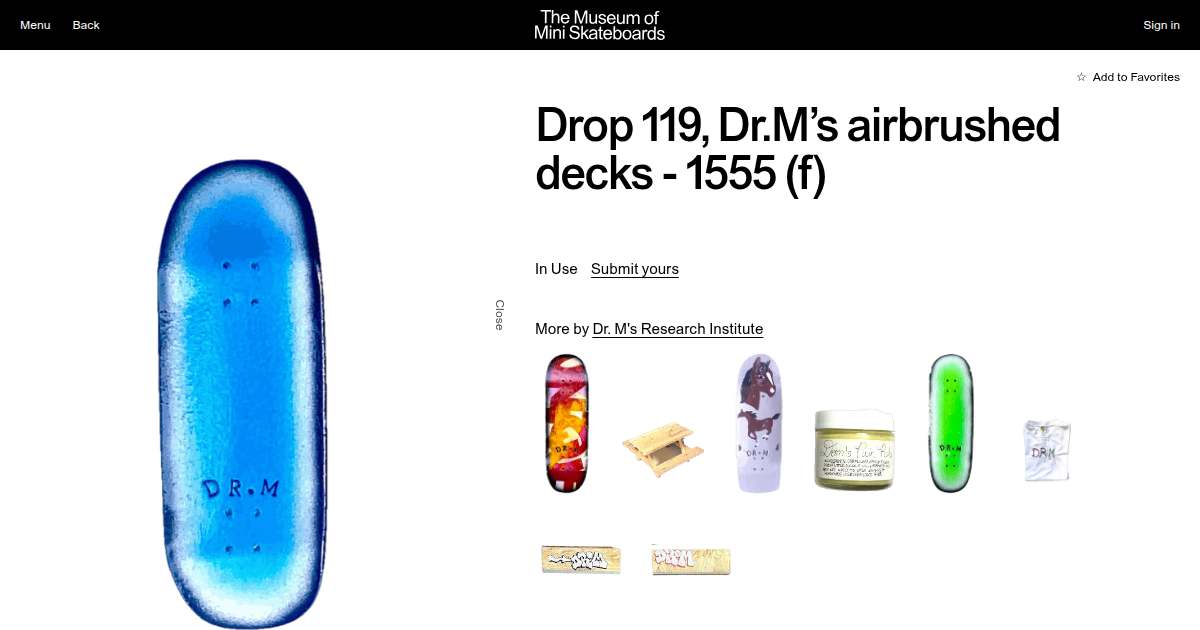 Menu
Back
The Museum of
Mini Skateboards
Sign in
☆ Add to Favorites
Drop 119, Dr.M’s airbrushed
decks - 1555 (f)
In Use
Submit yours
Close
More by Dr. M's Research Institute
DR.M
DR.M
DR.M
DR.M
DR.M